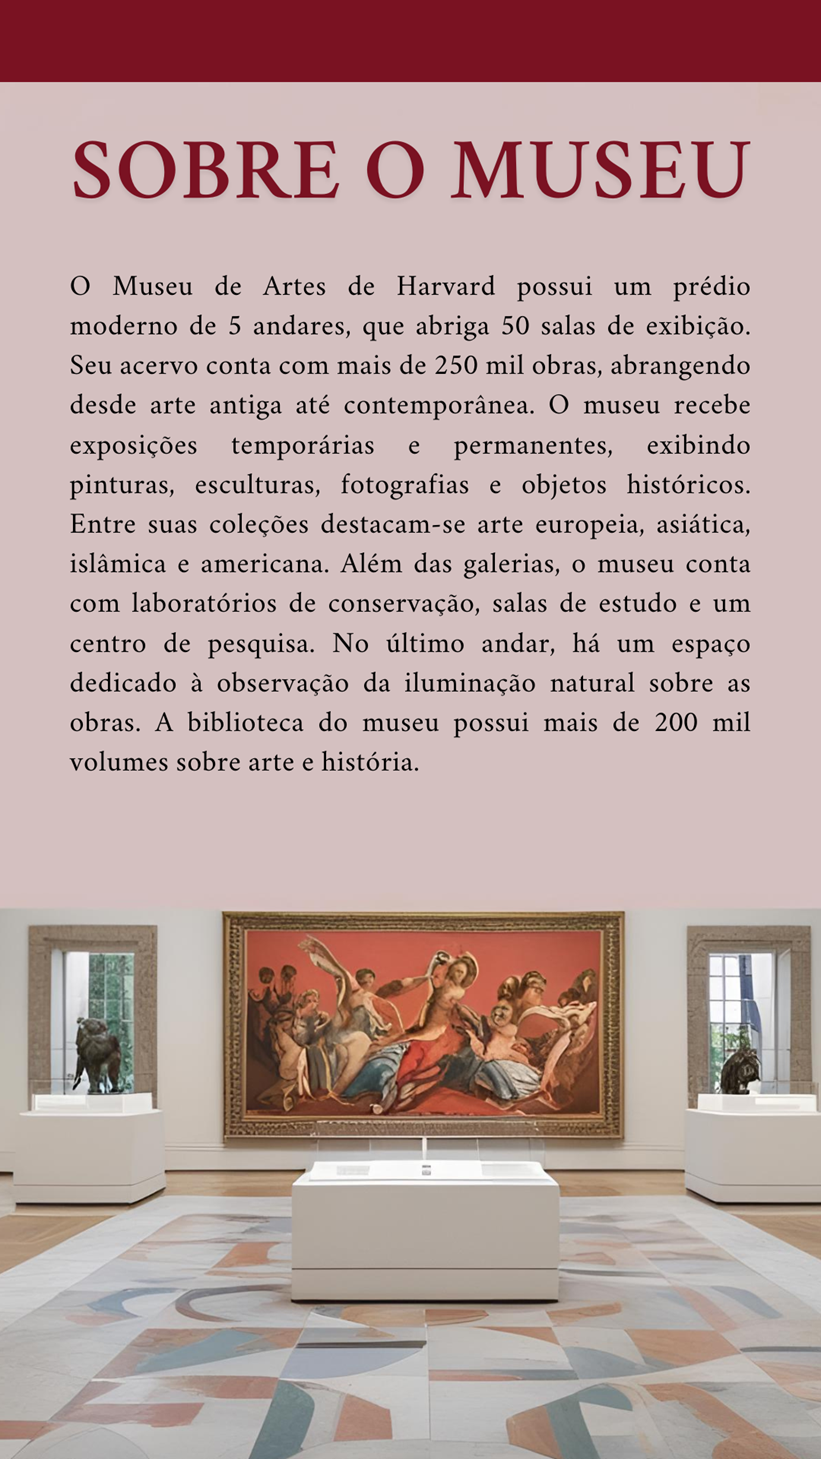 SOBRE O MUSEU
O Museu de Artes de Harvard possui um prédio
moderno de 5 andares, que abriga 50 salas de exibição.
Seu acervo conta com mais de 250 mil obras, abrangendo
desde arte antiga até contemporânea. O museu recebe
exposições temporárias e permanentes, exibindo
pinturas, esculturas, fotografias e objetos históricos.
Entre suas coleções destacam-se arte europeia, asiática,
islâmica e americana. Além das galerias, o museu conta
com laboratórios de conservação, salas de estudo e um
centro de pesquisa. No último andar, há um espaço
dedicado à observação da iluminação natural sobre as
obras. A biblioteca do museu possui mais de 200 mil
volumes sobre arte e história.